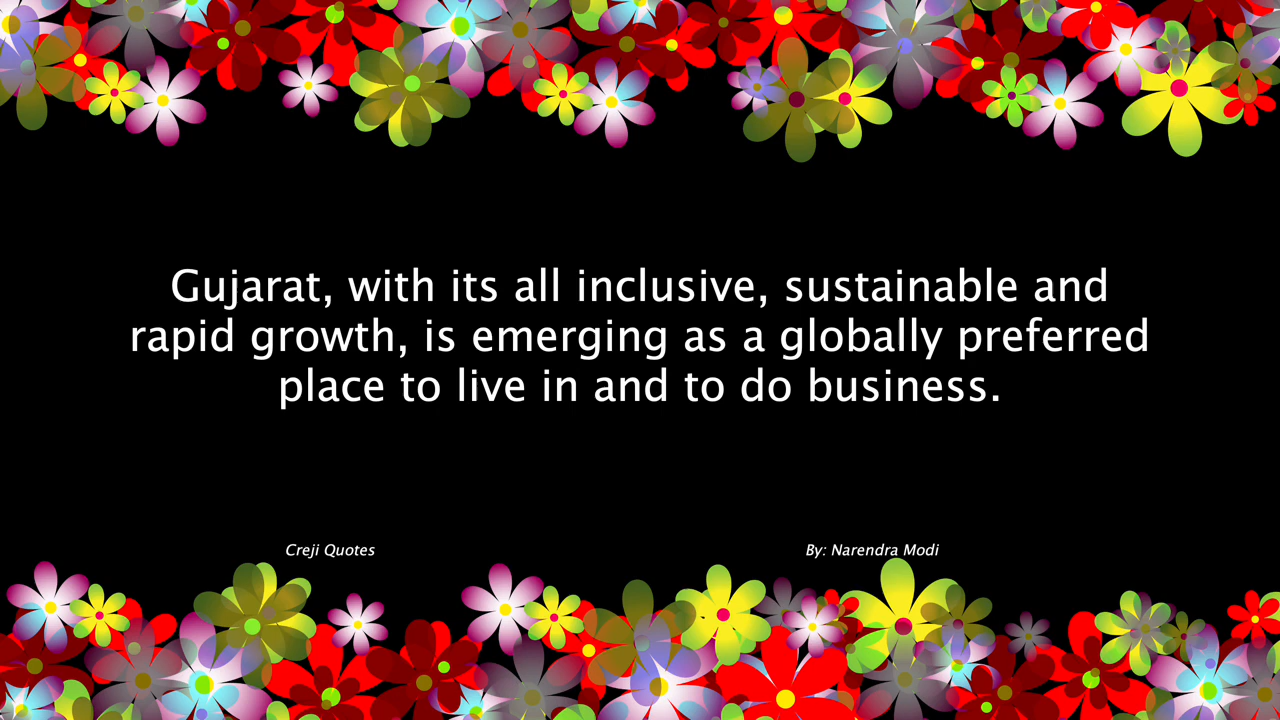 Gujarat, with its all inclusive, sustainable and
rapid growth, is emerging as a globally preferred
place to live in and to do business.
Creji Quotes
By: Narendra Modi